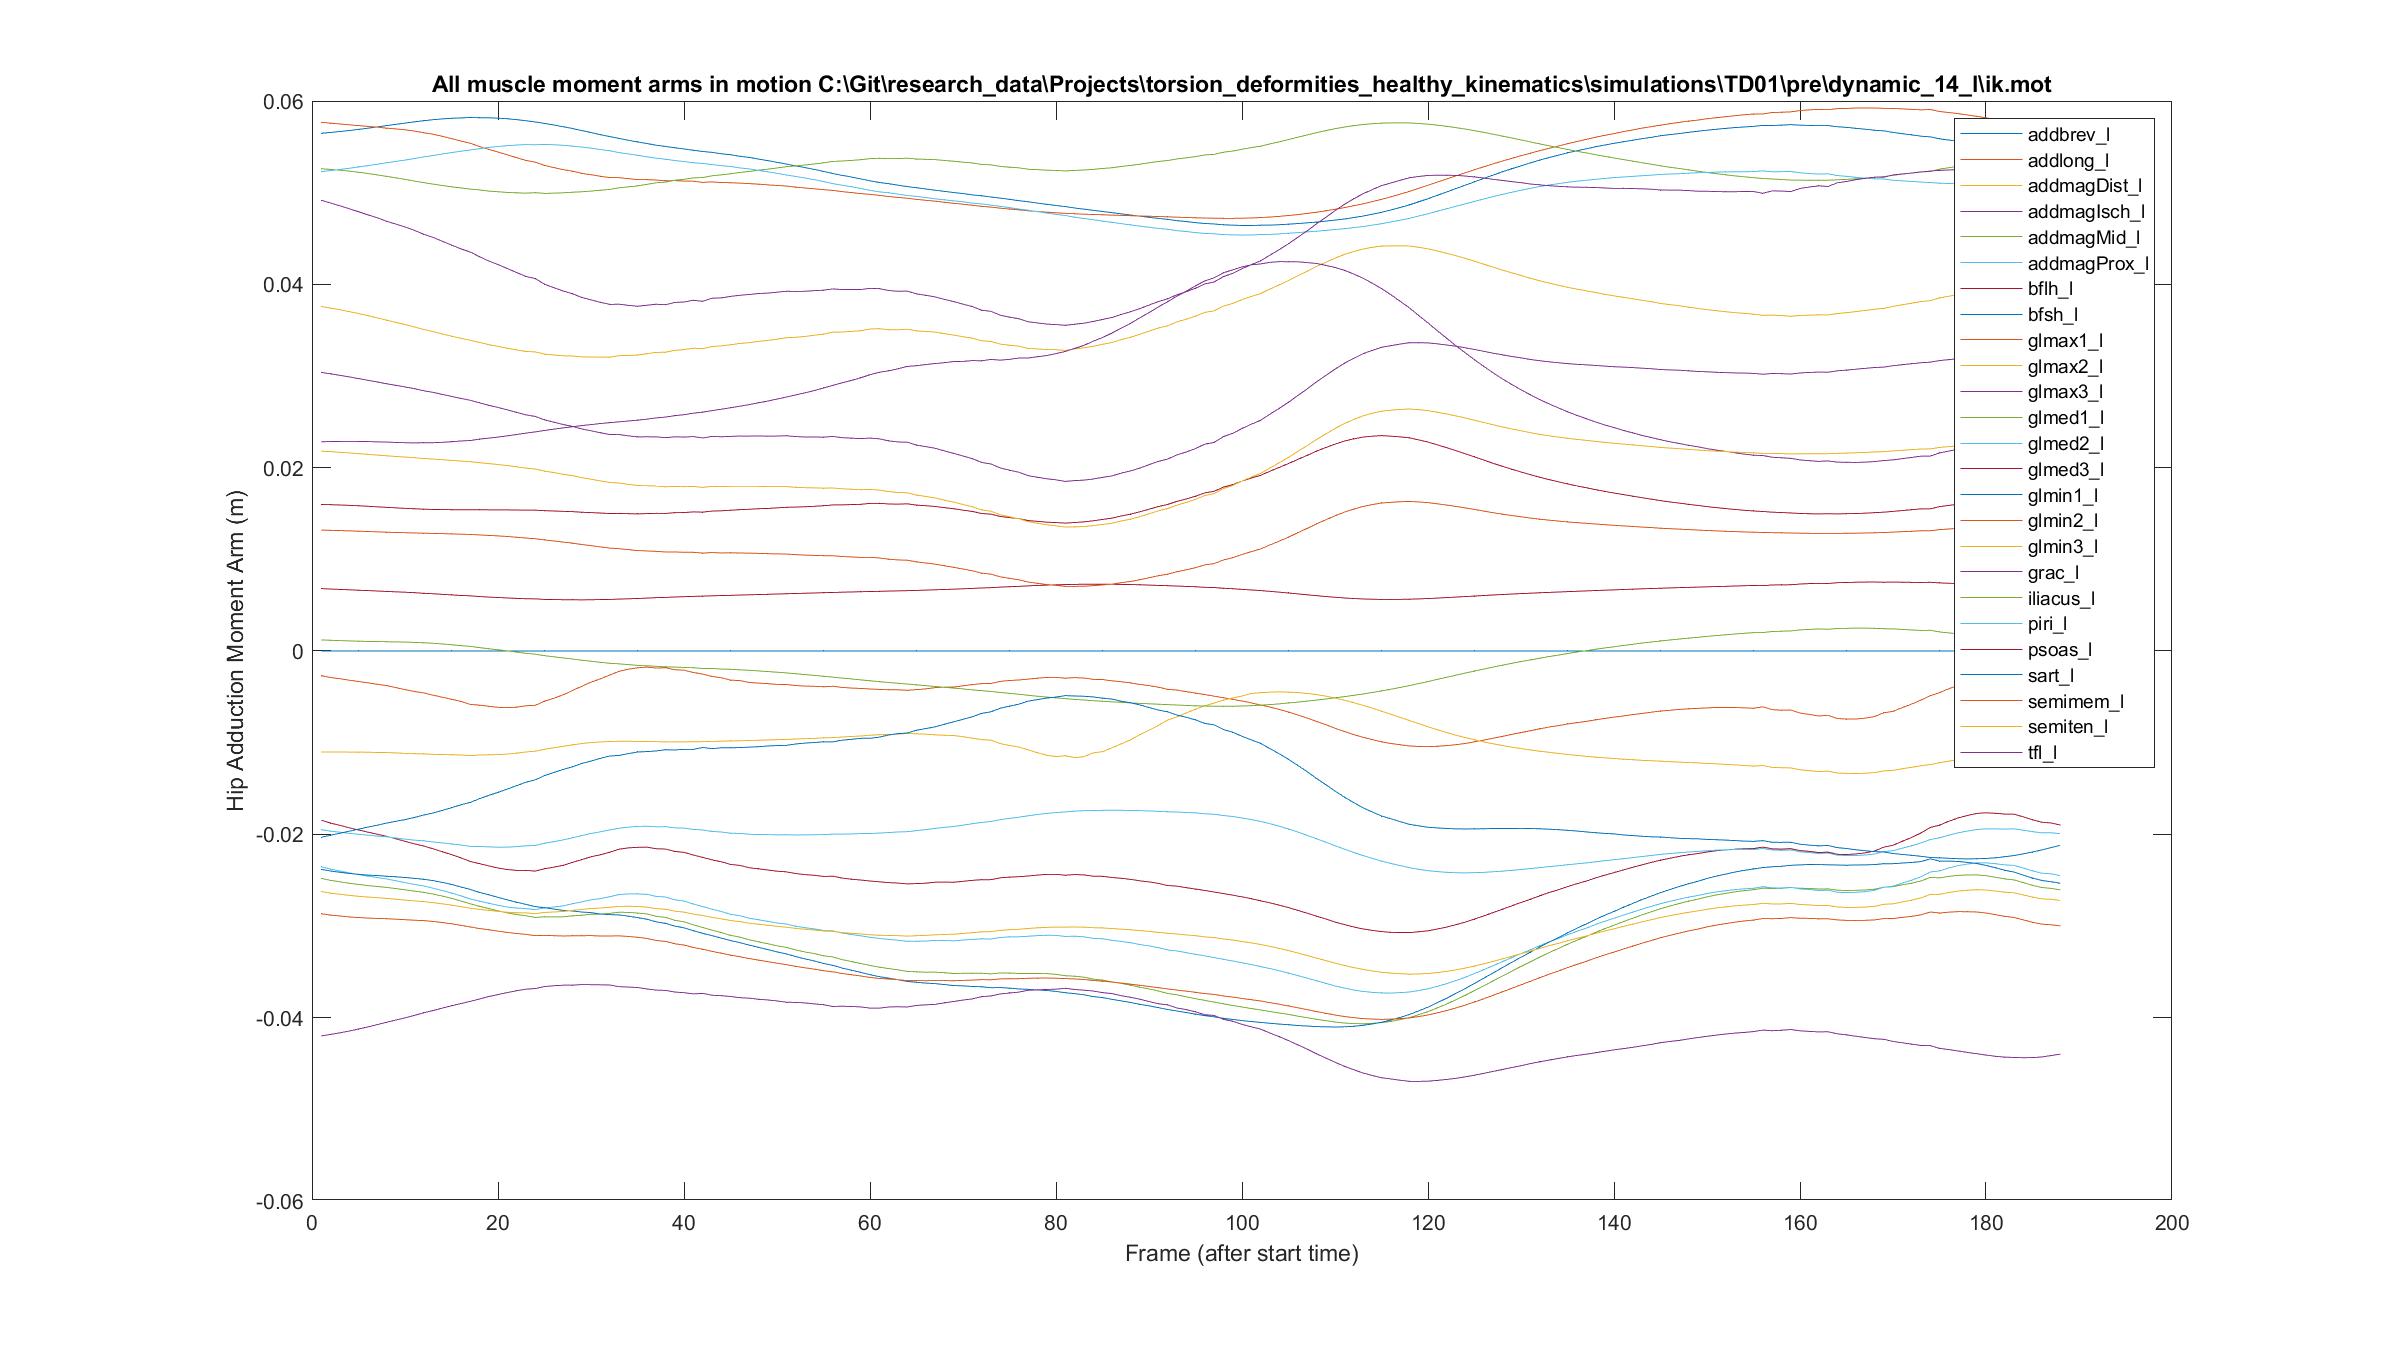 All muscle moment arms in motion C:\Git\research_data\Projects\torsion_deformities_healthy_kinematics\simulations\TD01\pre\dynamic_14_l\ik.mot
0.06
0.04
0.02
0
-0.02
-0.04
-0.06
Hip Adduction Moment Arm (m)
0 20 40 60 80 100 120 140 160 180 200
Frame (after start time)
addbrev_l
addlong_l
addmagDist_l
addmagIsch_l
addmagMid_l
addmagProx_l
bflh_l
bfsh_l
glmax1_l
glmax2_l
glmax3_l
glmed1_l
glmed2_l
glmed3_l
glmin1_l
glmin2_l
glmin3_l
grac_l
iliacus_l
piri_l
psoas_l
sart_l
semimem_l
semiten_l
tfl_l